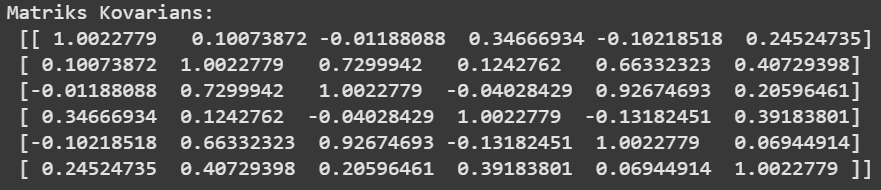 Matriks Kovarians:
[[ 1.0022779 0.10073872 -0.01188088 0.34666934 -0.10218518 0.24524735]
[ 0.10073872 1.0022779 0.7299942 0.1242762 0.66332323 0.40729398]
[-0.01188088 0.7299942 1.0022779 -0.04028429 0.92674693 0.20596461]
[ 0.34666934 0.1242762 -0.04028429 1.0022779 -0.13182451 0.39183801]
[-0.10218518 0.66332323 0.92674693 -0.13182451 1.0022779 0.06944914]
[ 0.24524735 0.40729398 0.20596461 0.39183801 0.06944914 1.0022779 ]]